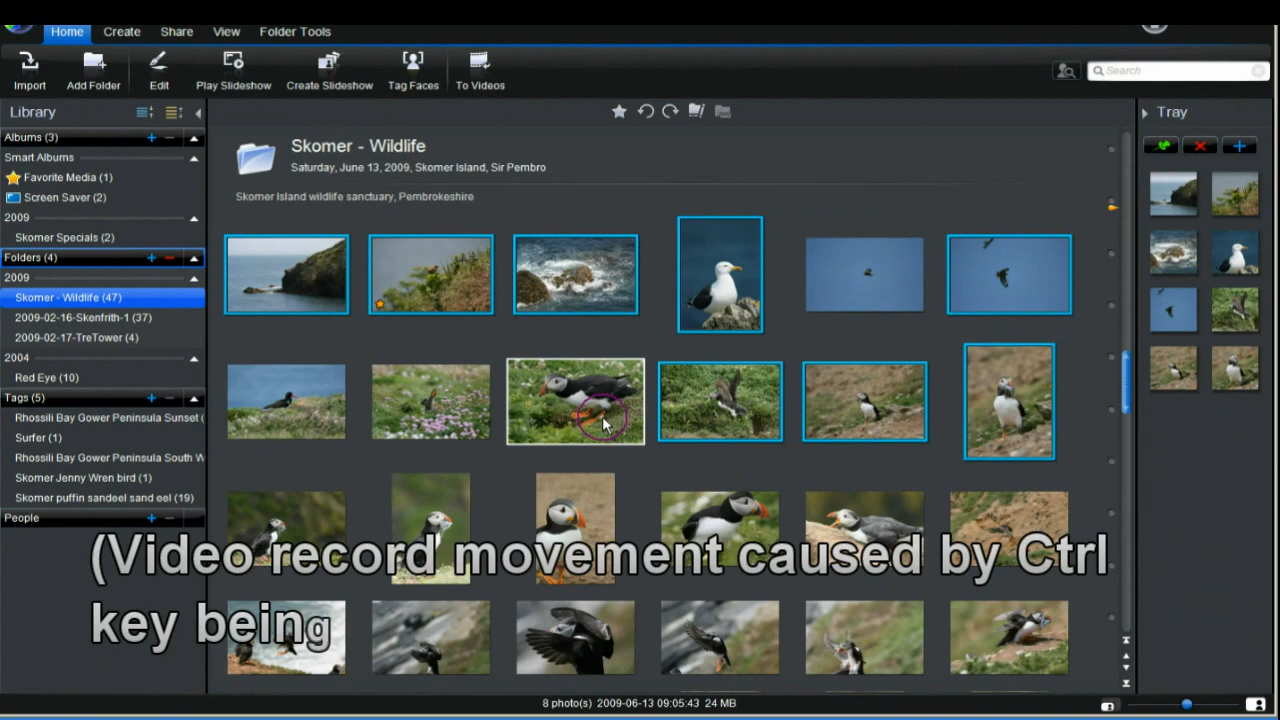 Home Create Share View Folder Tools
Import Add Folder Edit Play Slideshow Create Slideshow Tag Faces To Videos
Search
Library
Albums (3)
Smart Albums
Favorite Media (1)
Screen Saver (2)
2009
Skomer Specials (2)
Folders (4)
2009
Skomer - Wildlife (47)
2009-02-16-Skenfrith-1 (37)
2009-02-17-TreTower (4)
2004
Red Eye (10)
Tags (5)
Rhossili Bay Gower Peninsula Sunset (
Surfer (1)
Rhossili Bay Gower Peninsula South W
Skomer Jenny Wren bird (1)
Skomer puffin sandeel sand eel (19)
People
Skomer - Wildlife
Saturday, June 13, 2009, Skomer Island, Sir Pembro
Skomer Island wildlife sanctuary, Pembrokeshire
Tray
(Video record movement caused by Ctrl
key being
8 photo(s) 2009-06-13 09:05:43 24 MB